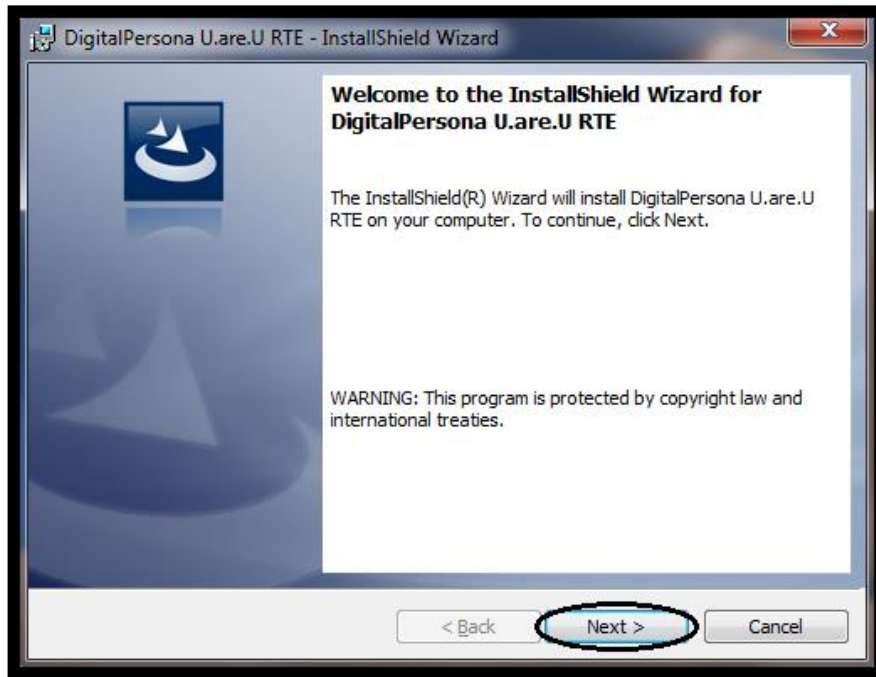 DigitalPersona U.are.U RTE - InstallShield Wizard
Welcome to the InstallShield Wizard for
DigitalPersona U.are.U RTE
The InstallShield(R) Wizard will install DigitalPersona U.are.U
RTE on your computer. To continue, click Next.
WARNING: This program is protected by copyright law and
international treaties.
< Back Next > Cancel